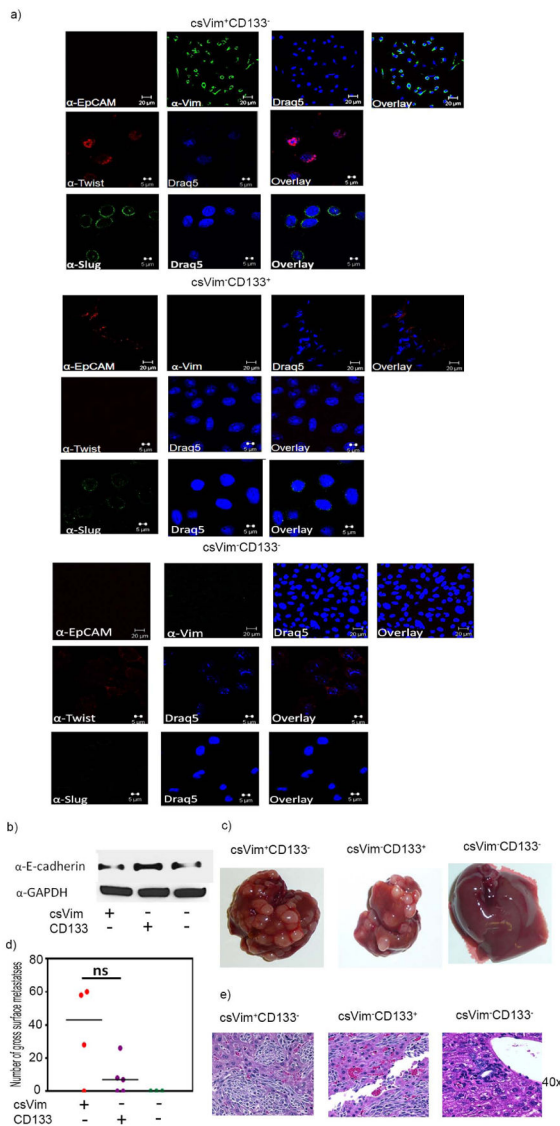 a)
csVim+CD133-
α-EpCAM 20 µm α-Vim 20 µm Draq5 20 µm Overlay 20 µm
α-Twist 5 µm Draq5 5 µm Overlay 5 µm
α-Slug 5 µm Draq5 5 µm Overlay 5 µm
csVim-CD133+
α-EpCAM 20 µm α-Vim 20 µm Draq5 20 µm Overlay 20 µm
α-Twist 5 µm Draq5 5 µm Overlay 5 µm
α-Slug 5 µm Draq5 5 µm Overlay 5 µm
csVim-CD133-
α-EpCAM 20 µm α-Vim 20 µm Draq5 20 µm Overlay 20 µm
α-Twist 5 µm Draq5 5 µm Overlay 5 µm
α-Slug 5 µm Draq5 5 µm Overlay 5 µm
b)
α-E-cadherin
α-GAPDH
csVim + - -
CD133 - + -
c)
csVim+CD133- csVim-CD133+ csVim-CD133-
d)
Number of gross surface metastatses
60
40
20
0
ns
csVim + - -
CD133 - + -
e)
csVim+CD133- csVim-CD133+ csVim-CD133-
40x